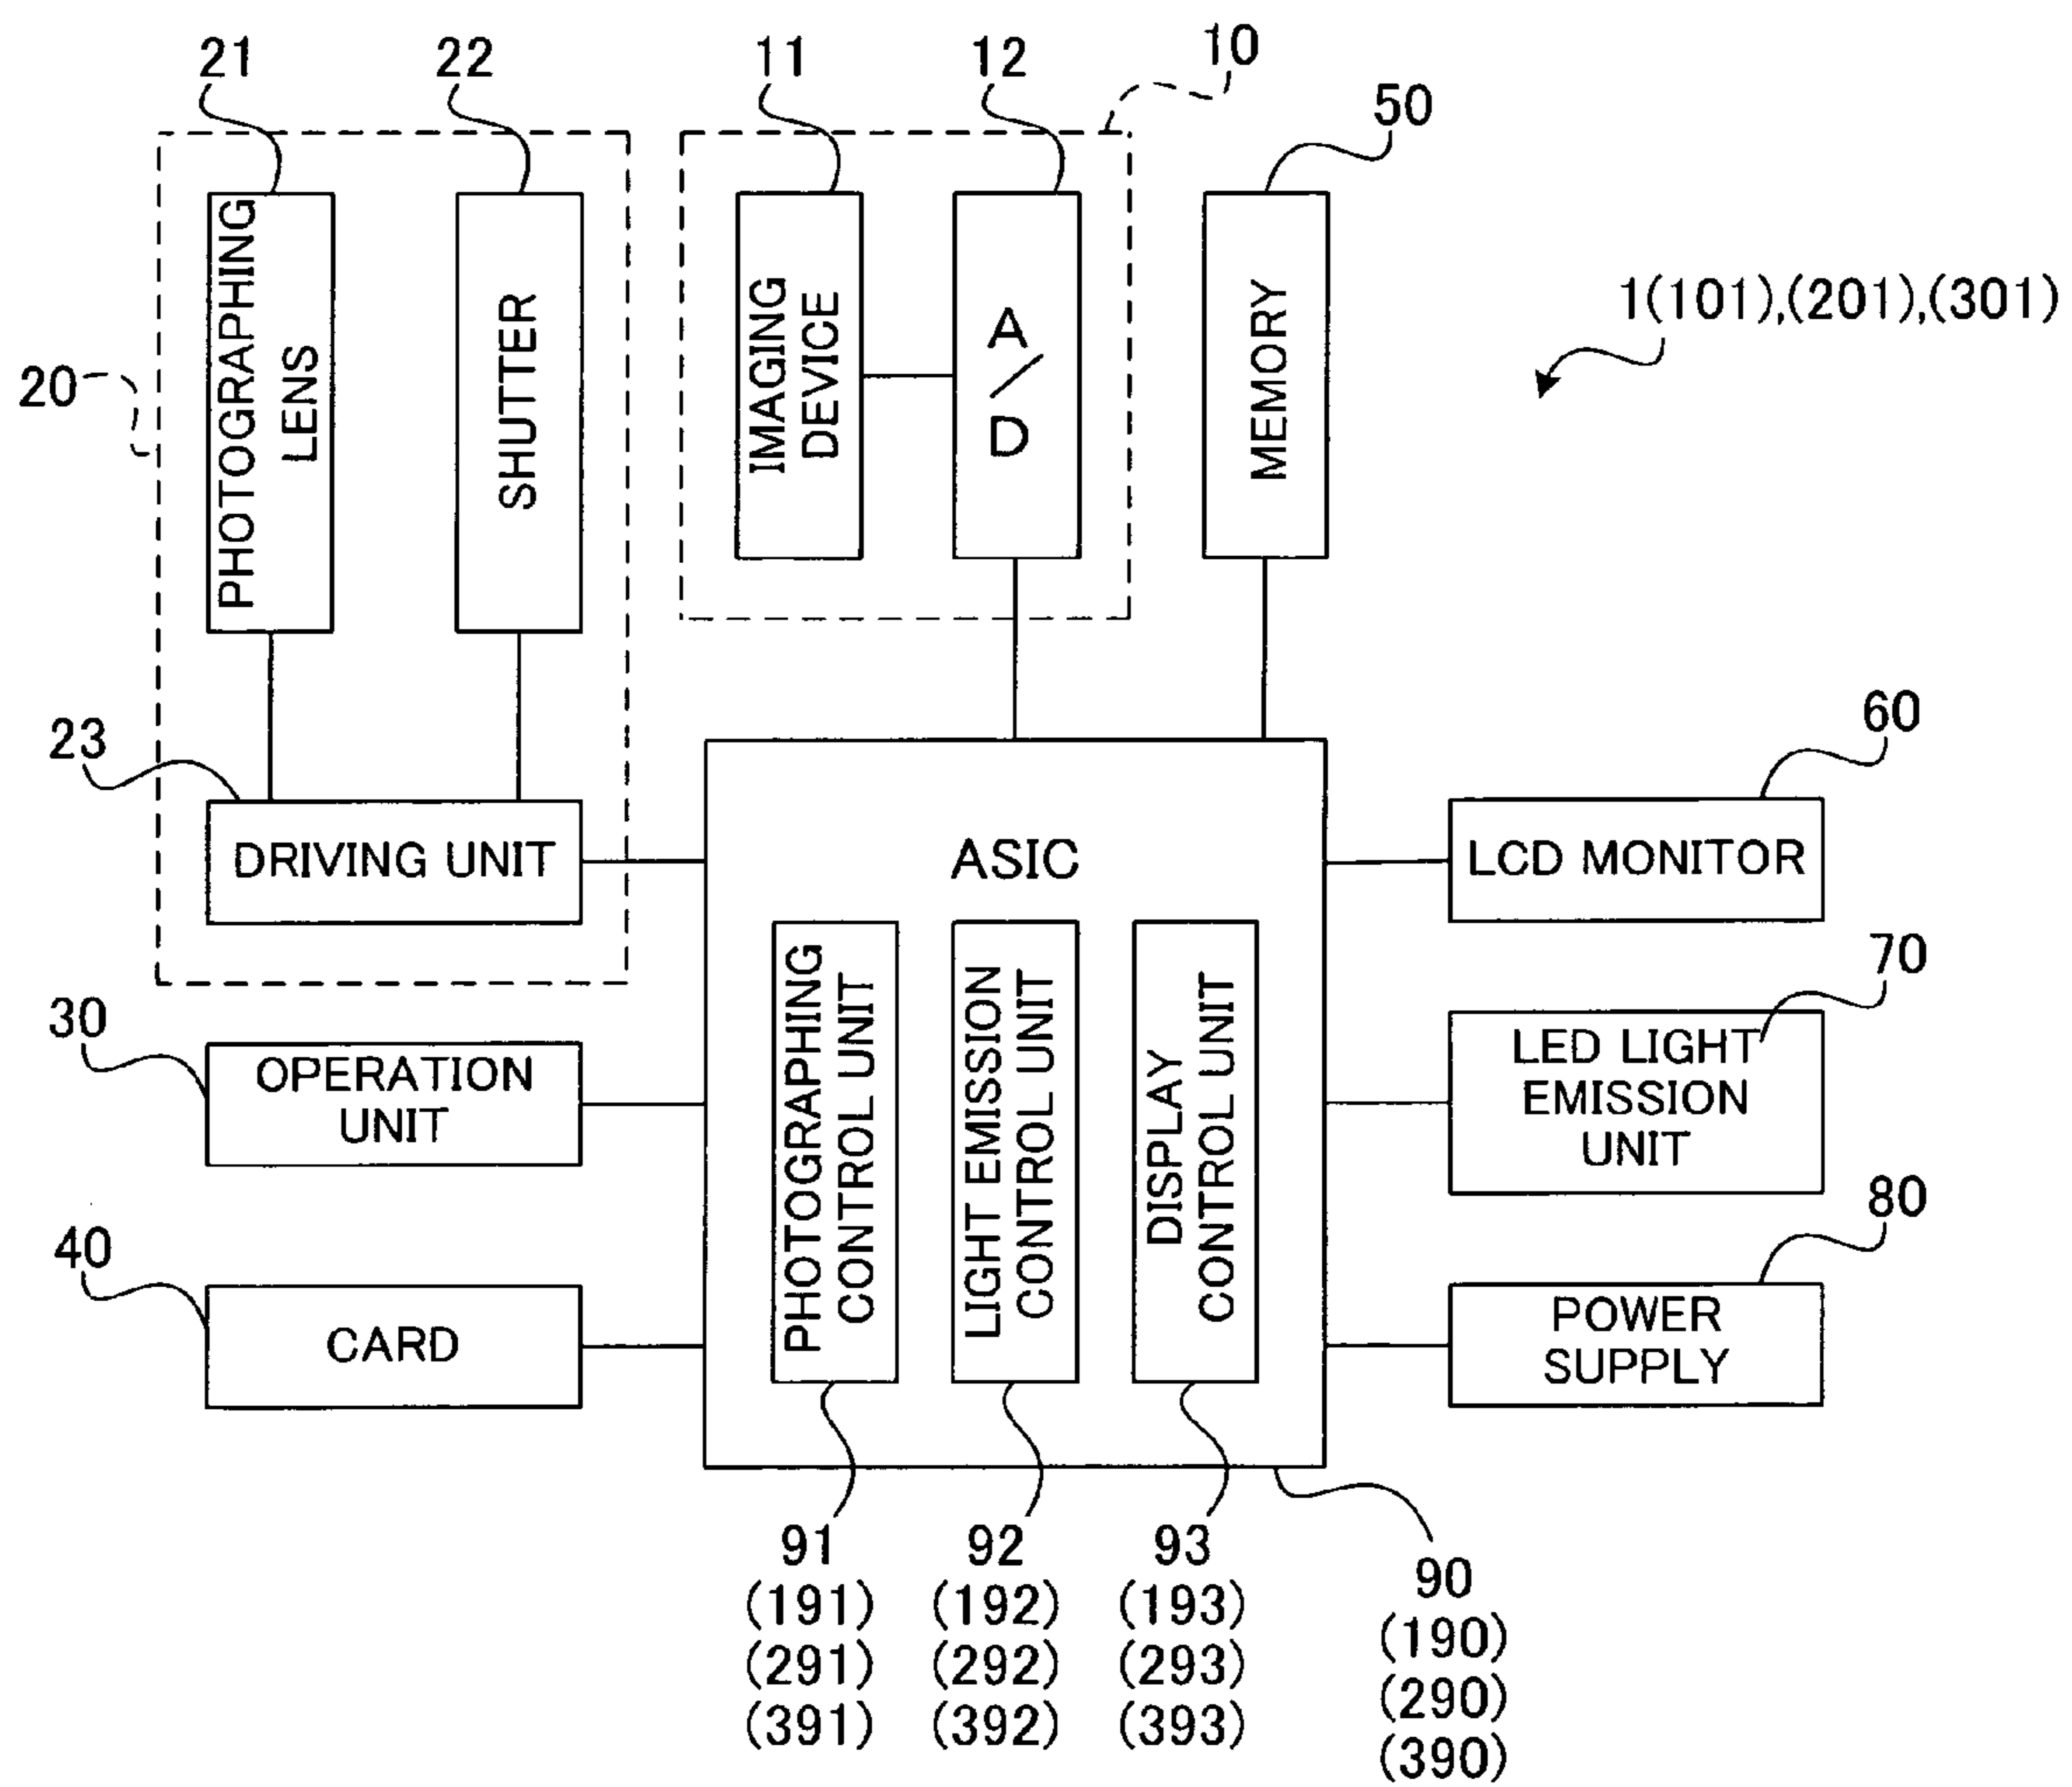 21
22
11
12
10
50
PHOTOGRAPHING
LENS
SHUTTER
IMAGING
DEVICE
A
/
D
MEMORY
1(101),(201),(301)
20
23
DRIVING UNIT
ASIC
60
LCD MONITOR
30
OPERATION
UNIT
70
LED LIGHT
EMISSION
UNIT
40
CARD
80
POWER
SUPPLY
PHOTOGRAPHING
CONTROL UNIT
LIGHT EMISSION
CONTROL UNIT
DISPLAY
CONTROL UNIT
91
(191)
(291)
(391)
92
(192)
(292)
(392)
93
(193)
(293)
(393)
90
(190)
(290)
(390)